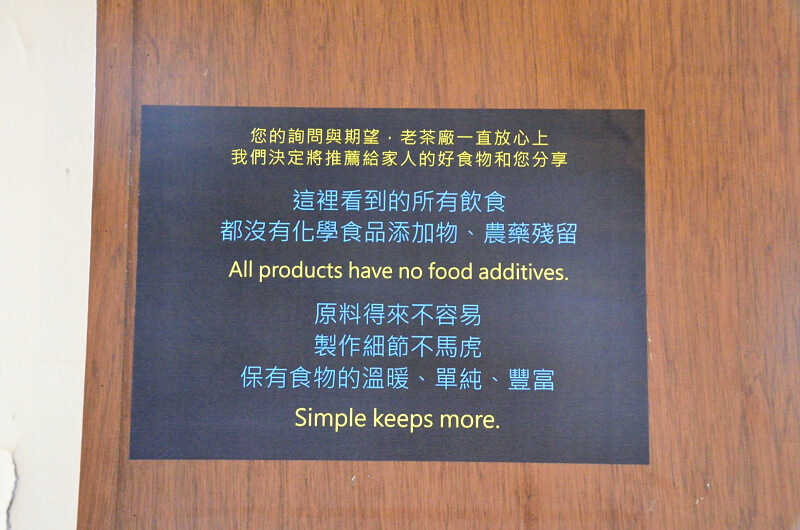 您的詢問與期望，老茶廠一直放心上
我們決定將推薦給家人的好食物和您分享
這裡看到的所有飲食
都沒有化學食品添加物、農藥殘留
All products have no food additives.
原料得來不容易
製作細節不馬虎
保有食物的溫暖、單純、豐富
Simple keeps more.